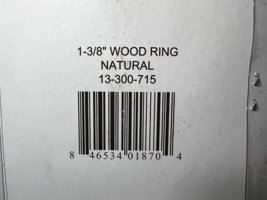 1-3/8" WOOD RING
NATURAL
13-300-715
8 46534 01870 4